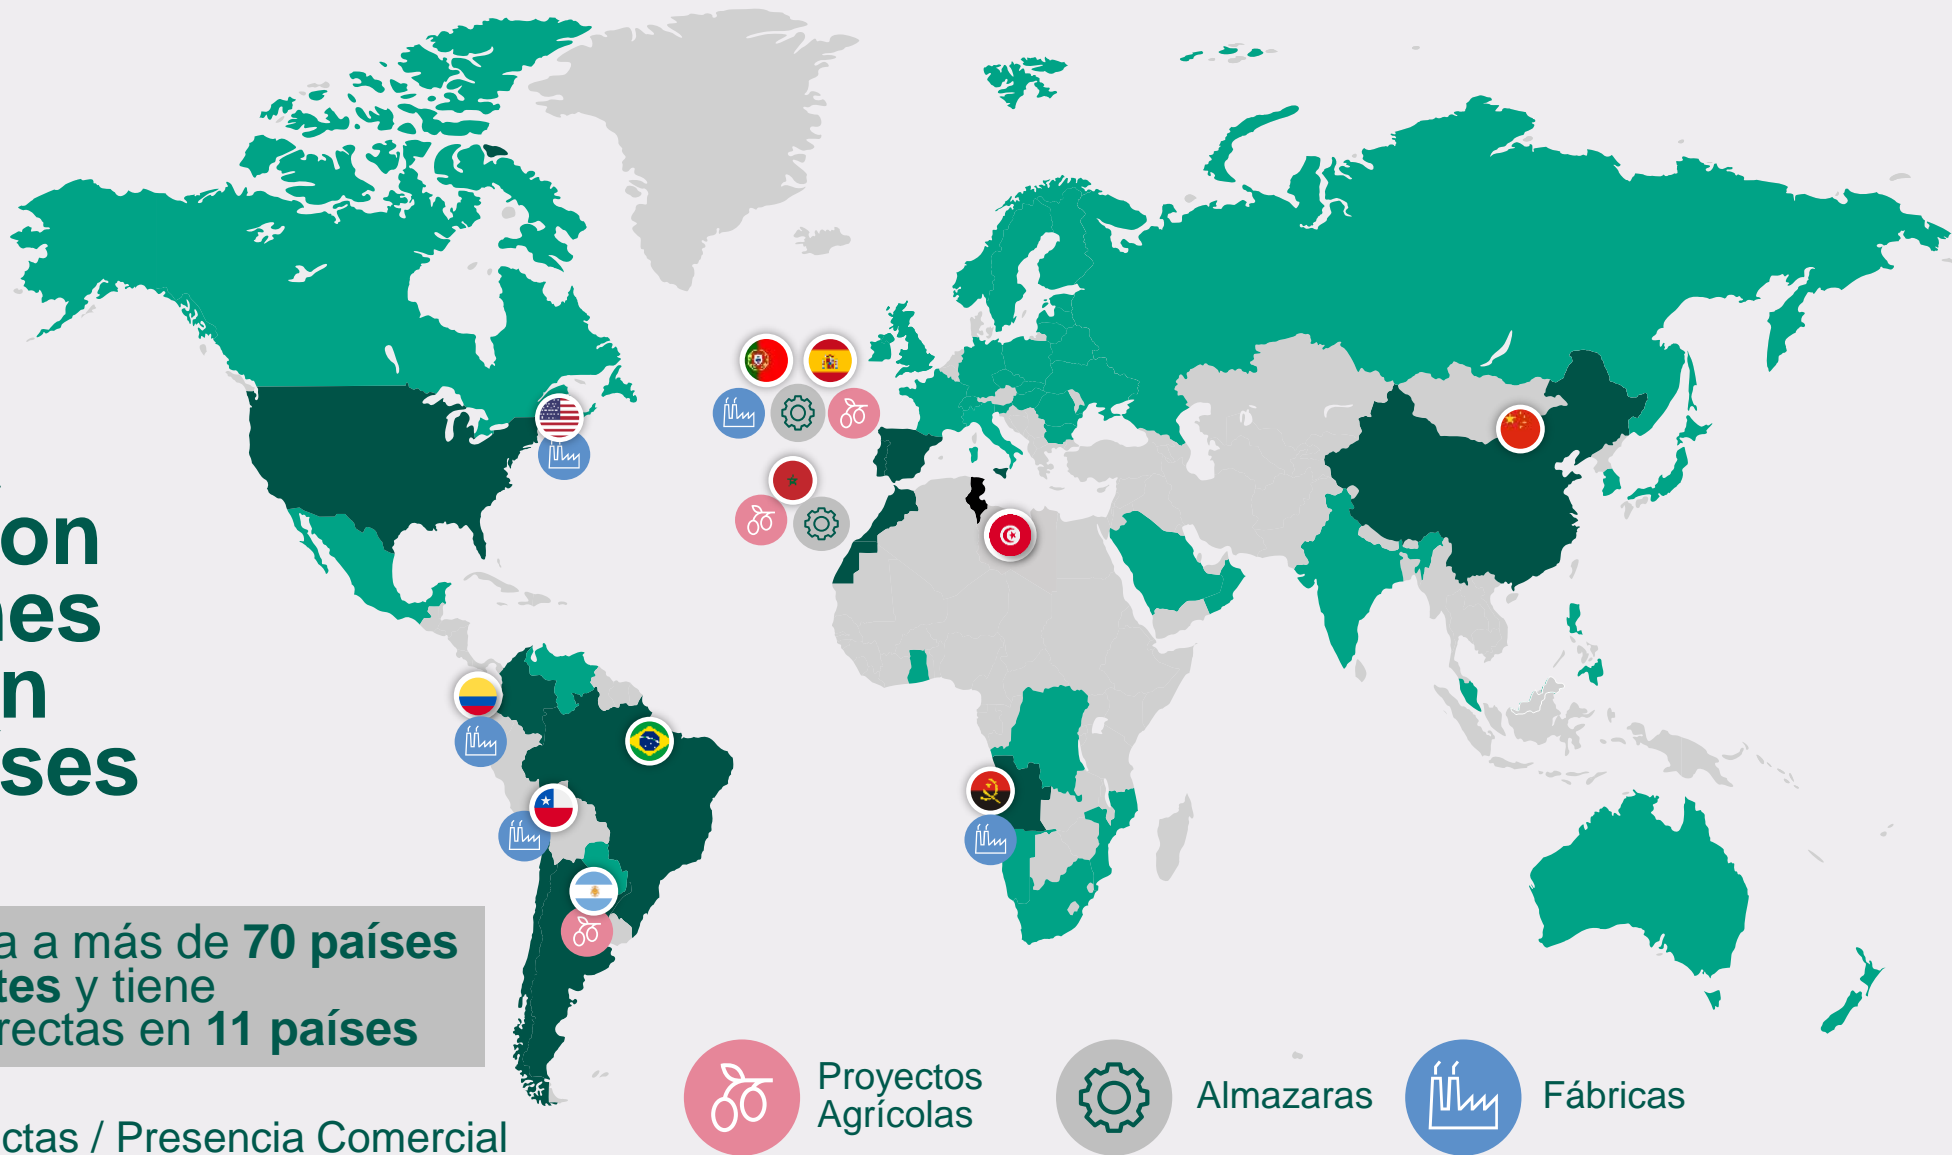 on
nes
n
ses
a a más de 70 países
tes y tiene
rectas en 11 países
ctas / Presencia Comercial
Proyectos
Agrícolas
Almazaras
Fábricas